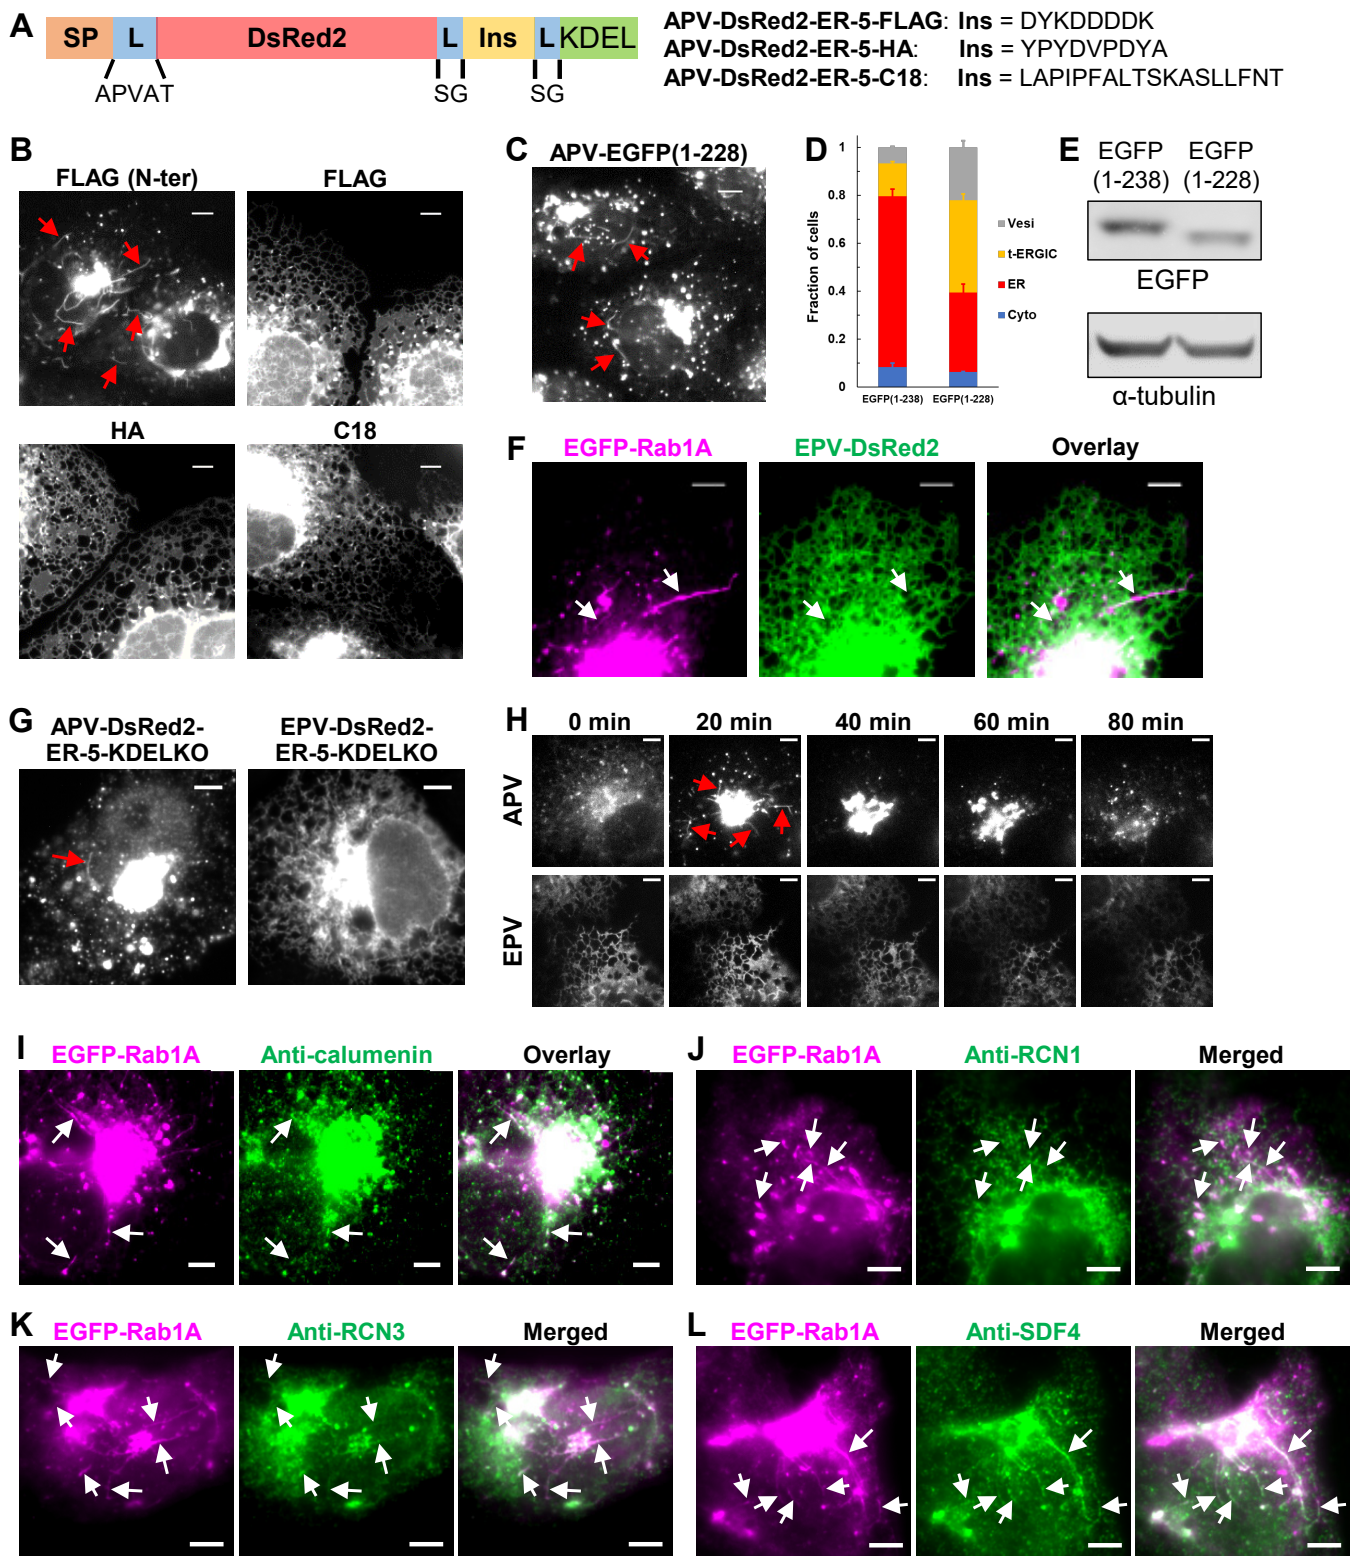 A
SP L DsRed2 L Ins L KDEL
APVAT SG SG
APV-DsRed2-ER-5-FLAG: Ins = DYKDDDDK
APV-DsRed2-ER-5-HA: Ins = YPYDVPDYA
APV-DsRed2-ER-5-C18: Ins = LAPIPFALTSKASLLFNT
B
FLAG (N-ter) FLAG
HA C18
C
APV-EGFP(1-228)
D
Fraction of cells
1
0.8
0.6
0.4
0.2
0
EGFP(1-238) EGFP(1-228)
Vesi
t-ERGIC
ER
Cyto
E
EGFP EGFP
(1-238) (1-228)
EGFP
α-tubulin
F
EGFP-Rab1A EPV-DsRed2 Overlay
G
APV-DsRed2- EPV-DsRed2-
ER-5-KDELKO ER-5-KDELKO
H
0 min 20 min 40 min 60 min 80 min
APV
EPV
I
EGFP-Rab1A Anti-calumenin Overlay
J
EGFP-Rab1A Anti-RCN1 Merged
K
EGFP-Rab1A Anti-RCN3 Merged
L
EGFP-Rab1A Anti-SDF4 Merged